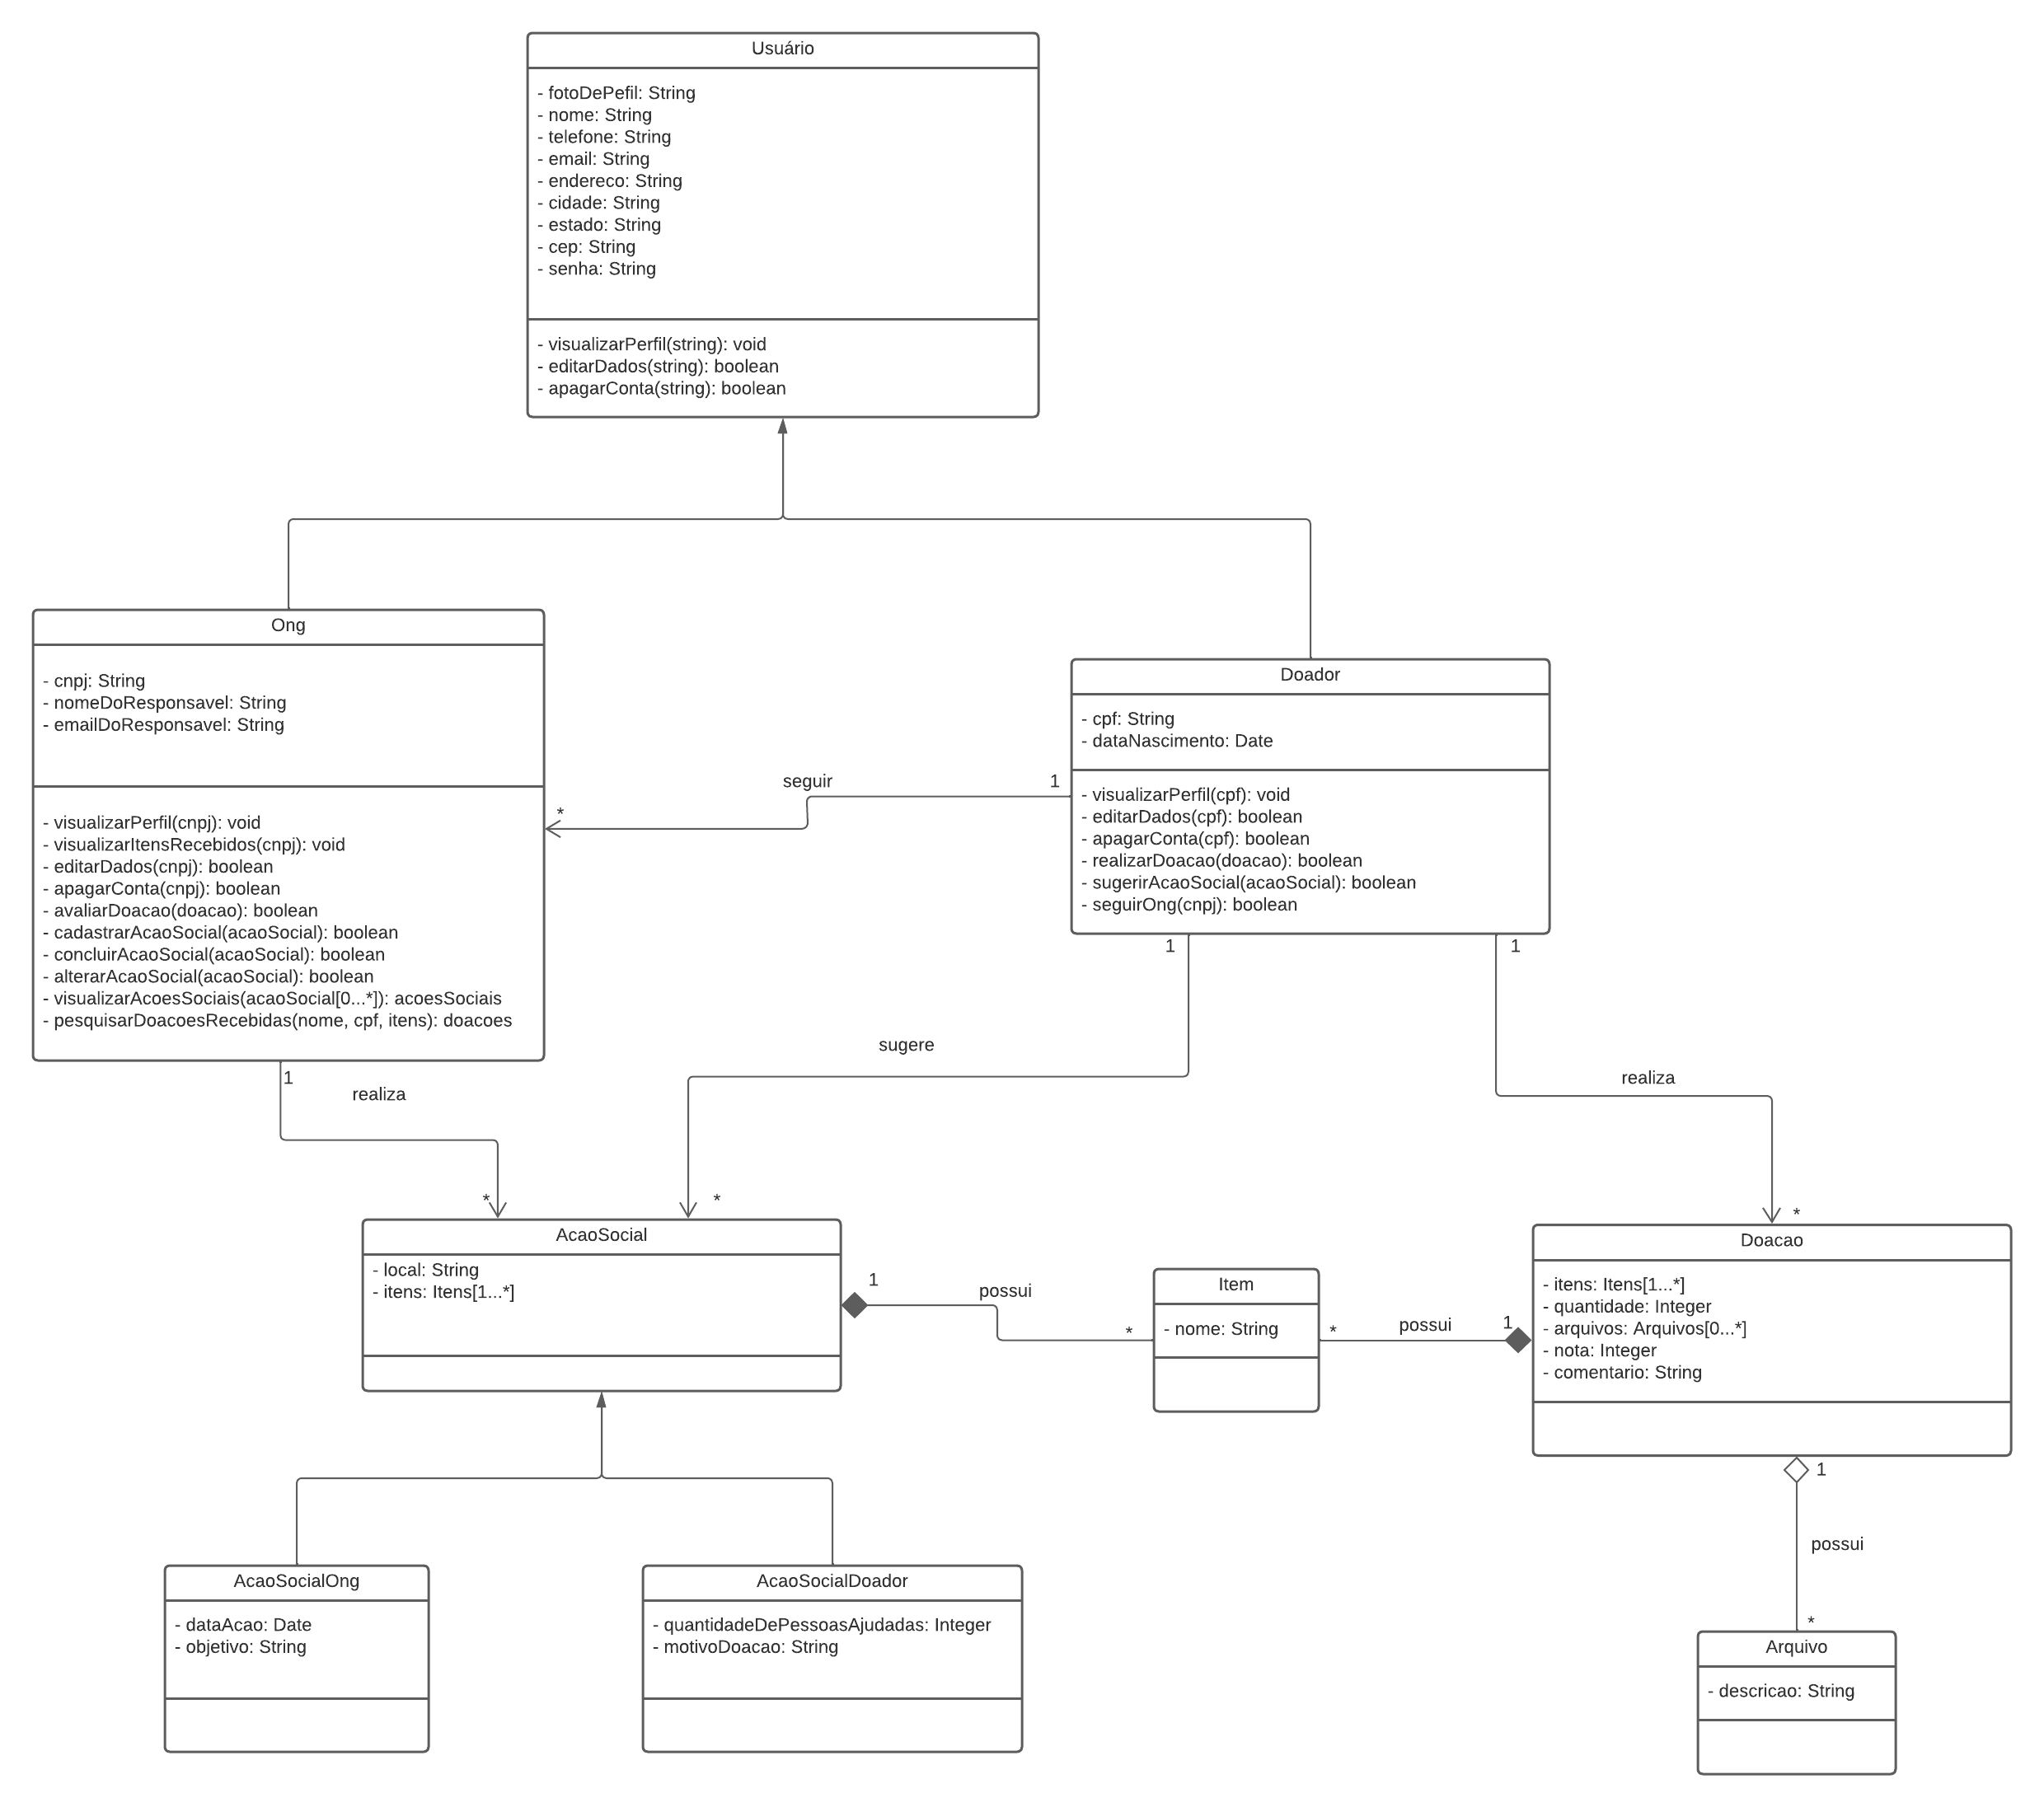 Usuário
- fotoDePefil: String
- nome: String
- telefone: String
- email: String
- endereco: String
- cidade: String
- estado: String
- cep: String
- senha: String
- visualizarPerfil(string): void
- editarDados(string): boolean
- apagarConta(string): boolean
Ong
- cnpj: String
- nomeDoResponsavel: String
- emailDoResponsavel: String
- visualizarPerfil(cnpj): void
- visualizarItensRecebidos(cnpj): void
- editarDados(cnpj): boolean
- apagarConta(cnpj): boolean
- avaliarDoacao(doacao): boolean
- cadastrarAcaoSocial(acaoSocial): boolean
- concluirAcaoSocial(acaoSocial): boolean
- alterarAcaoSocial(acaoSocial): boolean
- visualizarAcoesSociais(acaoSocial[0...*]): acoesSociais
- pesquisarDoacoesRecebidas(nome, cpf, itens): doacoes
seguir
1
*
Doador
- cpf: String
- dataNascimento: Date
- visualizarPerfil(cpf): void
- editarDados(cpf): boolean
- apagarConta(cpf): boolean
- realizarDoacao(doacao): boolean
- sugerirAcaoSocial(acaoSocial): boolean
- seguirOng(cnpj): boolean
1
realiza
*
1
sugere
*
1
realiza
*
AcaoSocial
- local: String
- itens: Itens[1...*]
1
possui
*
Item
- nome: String
*
possui
1
Doacao
- itens: Itens[1...*]
- quantidade: Integer
- arquivos: Arquivos[0...*]
- nota: Integer
- comentario: String
1
possui
*
AcaoSocialOng
- dataAcao: Date
- objetivo: String
AcaoSocialDoador
- quantidadeDePessoasAjudadas: Integer
- motivoDoacao: String
Arquivo
- descricao: String